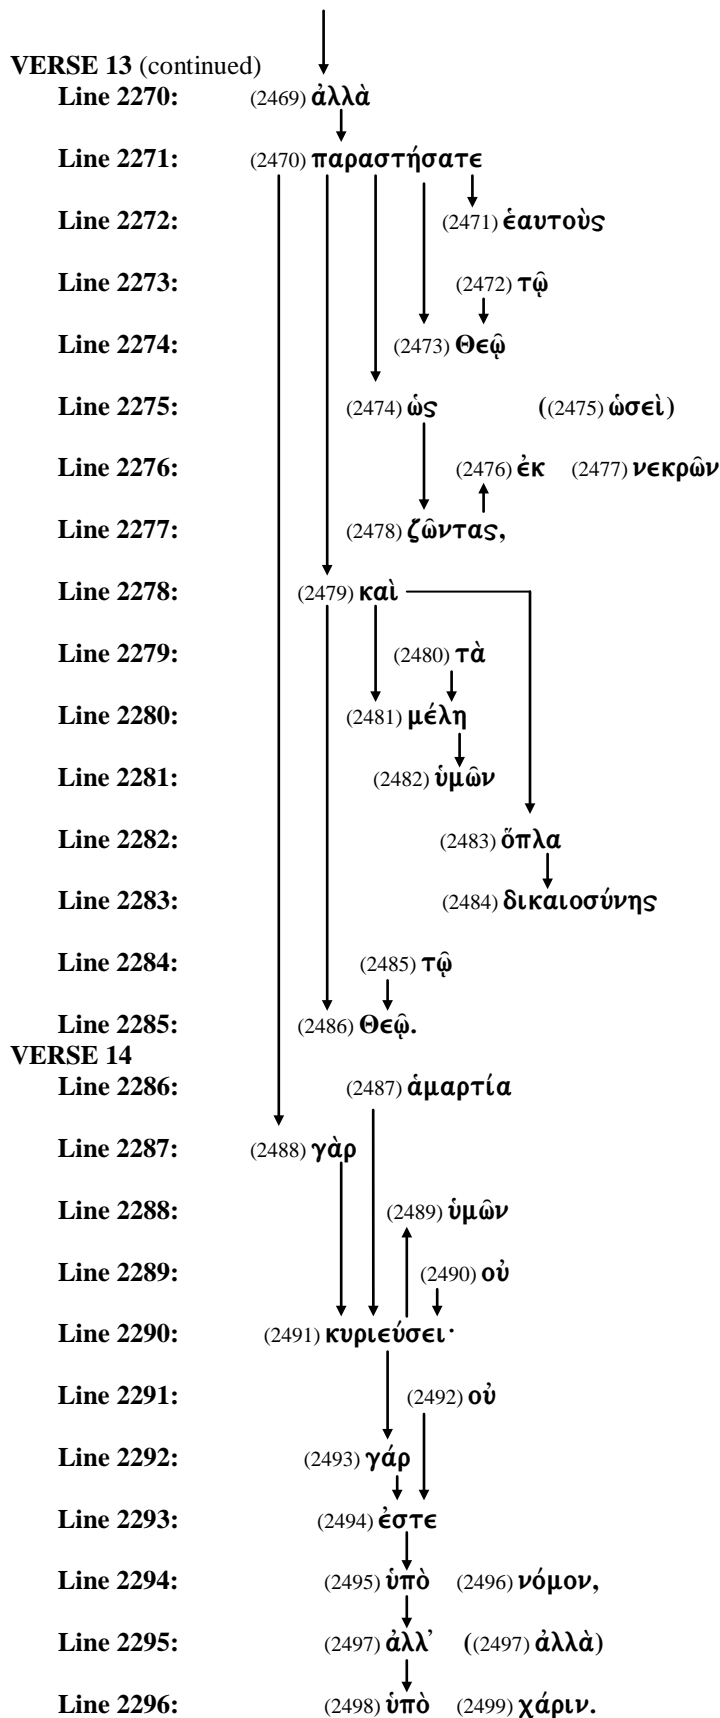 VERSE 13 (continued)
Line 2270: (2469) ἀλλὰ
Line 2271: (2470) παραστήσατε
Line 2272: (2471) ἑαυτοὺς
Line 2273: (2472) τῷ
Line 2274: (2473) Θεῷ
Line 2275: (2474) ὡς ((2475) ὡσεὶ)
Line 2276: (2476) ἐκ (2477) νεκρῶν
Line 2277: (2478) ζῶντας,
Line 2278: (2479) καὶ
Line 2279: (2480) τὰ
Line 2280: (2481) μέλη
Line 2281: (2482) ὑμῶν
Line 2282: (2483) ὅπλα
Line 2283: (2484) δικαιοσύνης
Line 2284: (2485) τῷ
Line 2285: (2486) Θεῷ.
VERSE 14
Line 2286: (2487) ἁμαρτία
Line 2287: (2488) γὰρ
Line 2288: (2489) ὑμῶν
Line 2289: (2490) οὐ
Line 2290: (2491) κυριεύσει·
Line 2291: (2492) οὐ
Line 2292: (2493) γάρ
Line 2293: (2494) ἐστε
Line 2294: (2495) ὑπὸ (2496) νόμον,
Line 2295: (2497) ἀλλ’ ((2497) ἀλλὰ)
Line 2296: (2498) ὑπὸ (2499) χάριν.